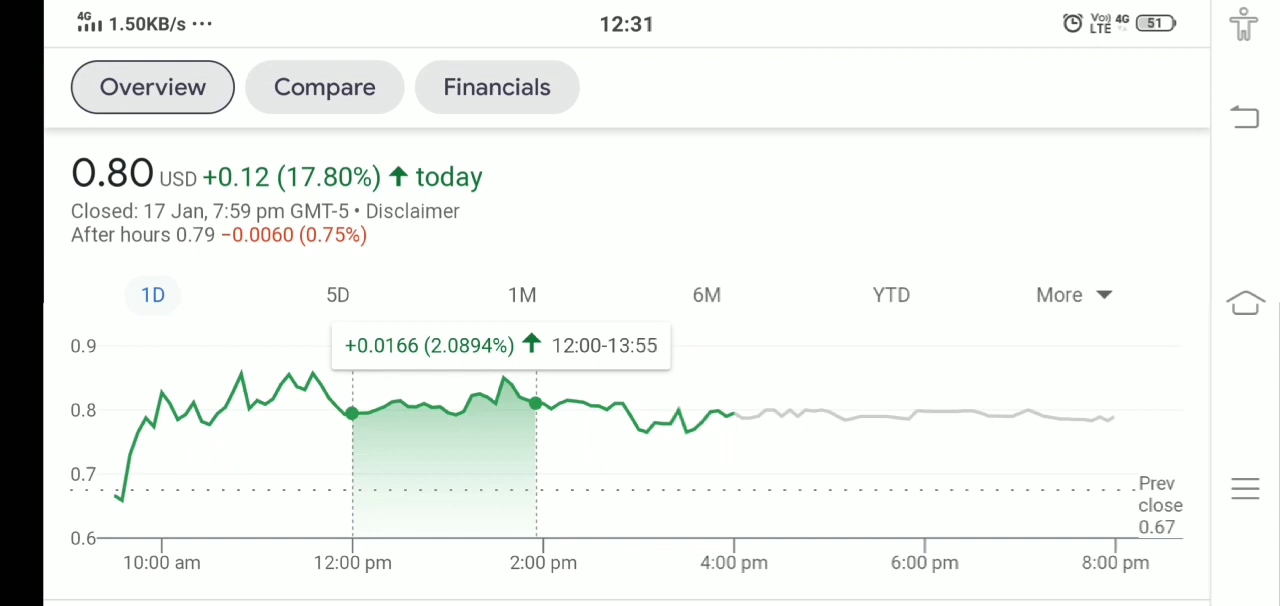 4G 1.50KB/s ··· 12:31 Vo) LTE 4G 51
Overview Compare Financials
0.80 USD +0.12 (17.80%) ↑ today
Closed: 17 Jan, 7:59 pm GMT-5 • Disclaimer
After hours 0.79 −0.0060 (0.75%)
1D 5D 1M 6M YTD More
+0.0166 (2.0894%) ↑ 12:00-13:55
0.9
0.8
0.7
0.6
Prev
close
0.67
10:00 am 12:00 pm 2:00 pm 4:00 pm 6:00 pm 8:00 pm